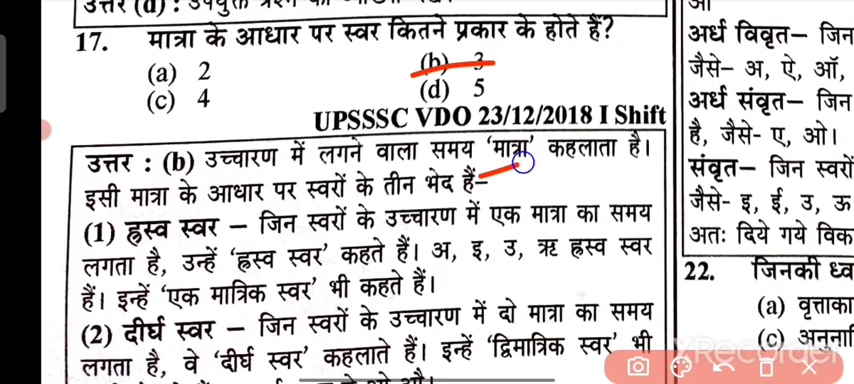 उत्तर (d) : उपर्युक्त
17. मात्रा के आधार पर स्वर कितने प्रकार के होते हैं?
(a) 2
(b) 3
(c) 4
(d) 5
UPSSSC VDO 23/12/2018 I Shift
उत्तर : (b) उच्चारण में लगने वाला समय 'मात्रा' कहलाता है।
इसी मात्रा के आधार पर स्वरों के तीन भेद हैं–
(1) ह्रस्व स्वर – जिन स्वरों के उच्चारण में एक मात्रा का समय
लगता है, उन्हें 'ह्रस्व स्वर' कहते हैं। अ, इ, उ, ऋ ह्रस्व स्वर
हैं। इन्हें 'एक मात्रिक स्वर' भी कहते हैं।
(2) दीर्घ स्वर – जिन स्वरों के उच्चारण में दो मात्रा का समय
लगता है, वे 'दीर्घ स्वर' कहलाते हैं। इन्हें 'द्विमात्रिक स्वर' भी
अर्ध विवृत– जिन
जैसे– अ, ऐ, ऑ,
अर्ध संवृत– जिन
है, जैसे- ए, ओ।
संवृत– जिन स्वरों
जैसे- इ, ई, उ, ऊ
अतः दिये गये विक
22. जिनकी ध्व
(a) वृत्ताका
(c) अनुना
XRecorder